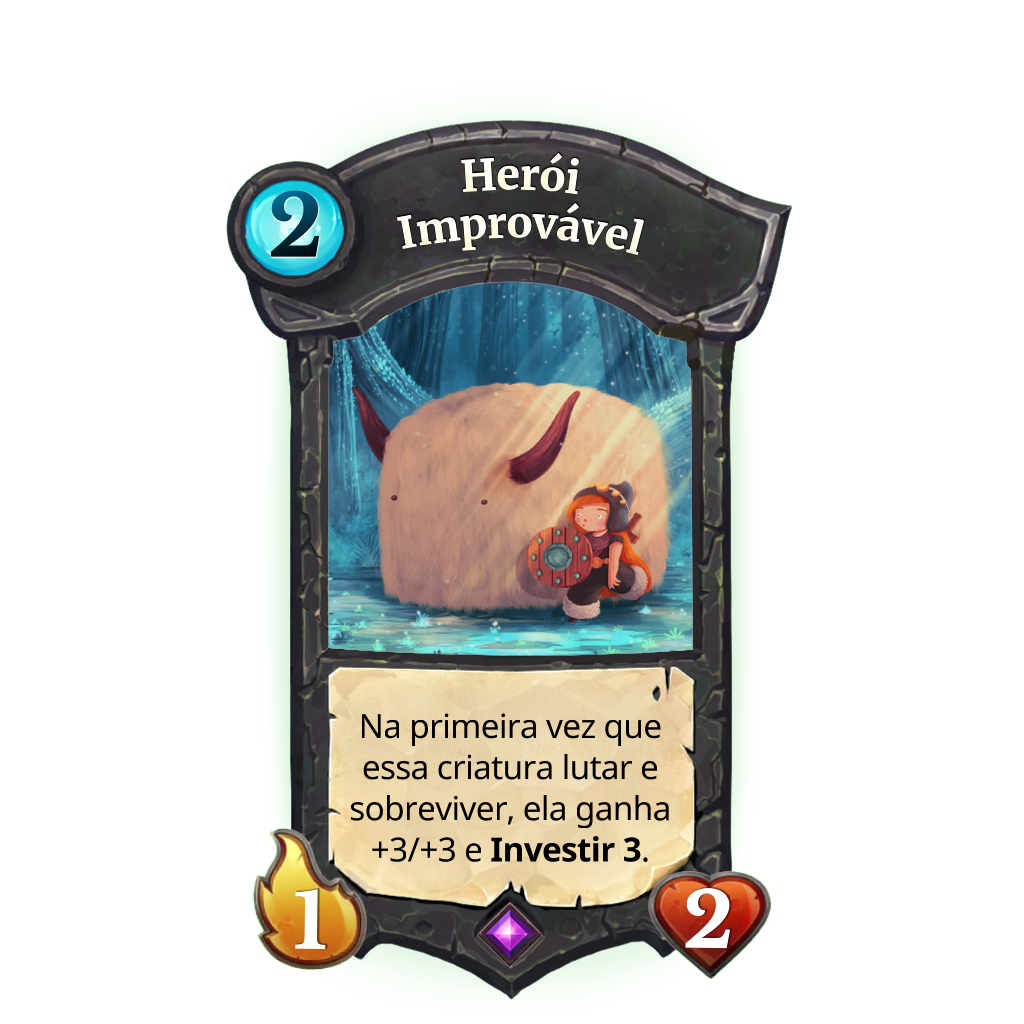 2
Herói
Improvável
Na primeira vez que
essa criatura lutar e
sobreviver, ela ganha
+3/+3 e Investir 3.
1
2